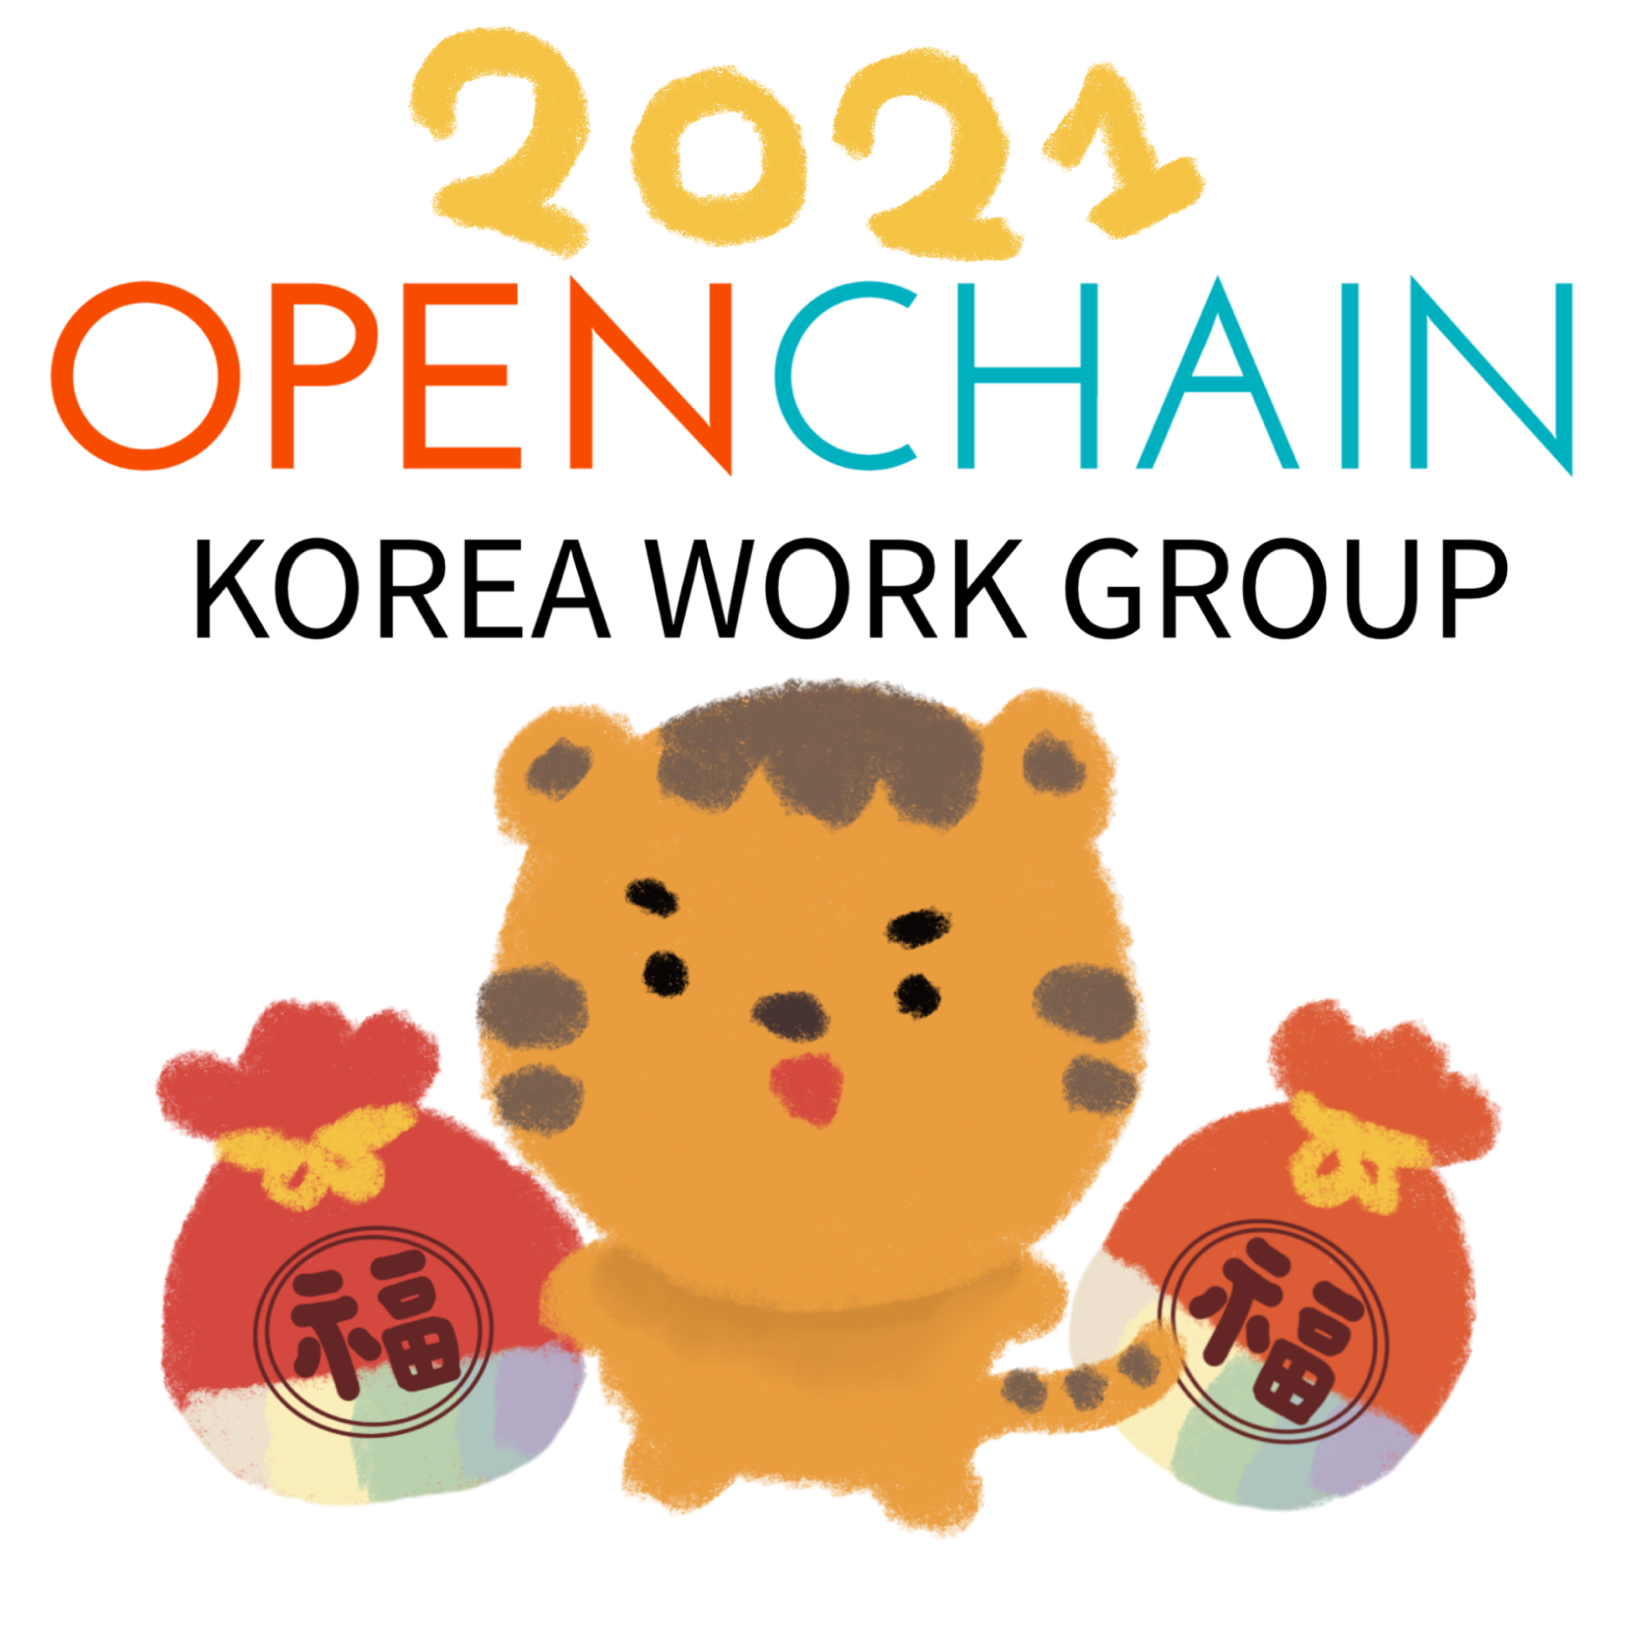 2021
OPENCHAIN
KOREA WORK GROUP
福
福